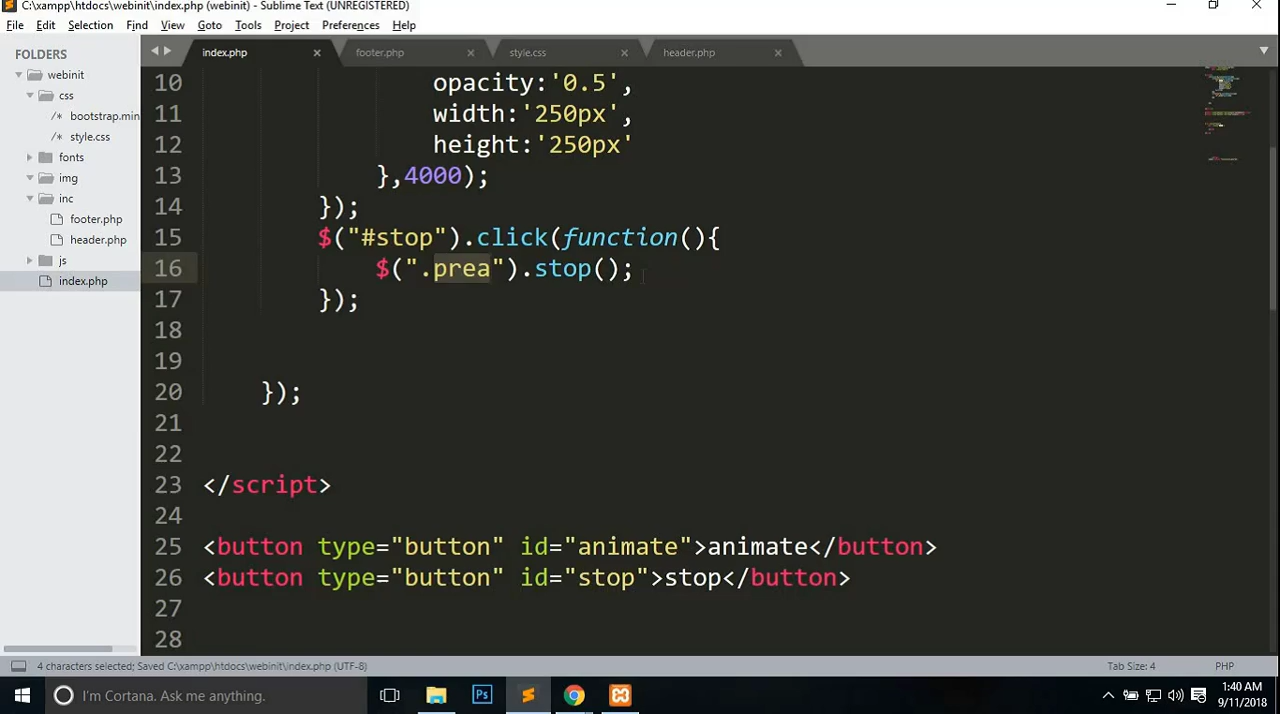 C:\xampp\htdocs\webinit\index.php (webinit) - Sublime Text (UNREGISTERED)
File Edit Selection Find View Goto Tools Project Preferences Help
FOLDERS
webinit
css
/* bootstrap.min
/* style.css
fonts
img
inc
footer.php
header.php
js
index.php
index.php × footer.php × style.css × header.php ×
10 opacity:'0.5',
11 width:'250px',
12 height:'250px'
13 },4000);
14 });
15 $("#stop").click(function(){
16 $(".prea").stop();
17 });
18
19
20 });
21
22
23 </script>
24
25 <button type="button" id="animate">animate</button>
26 <button type="button" id="stop">stop</button>
27
28
4 characters selected; Saved C:\xampp\htdocs\webinit\index.php (UTF-8) Tab Size: 4 PHP
I'm Cortana. Ask me anything. Ps 1:40 AM
9/11/2018